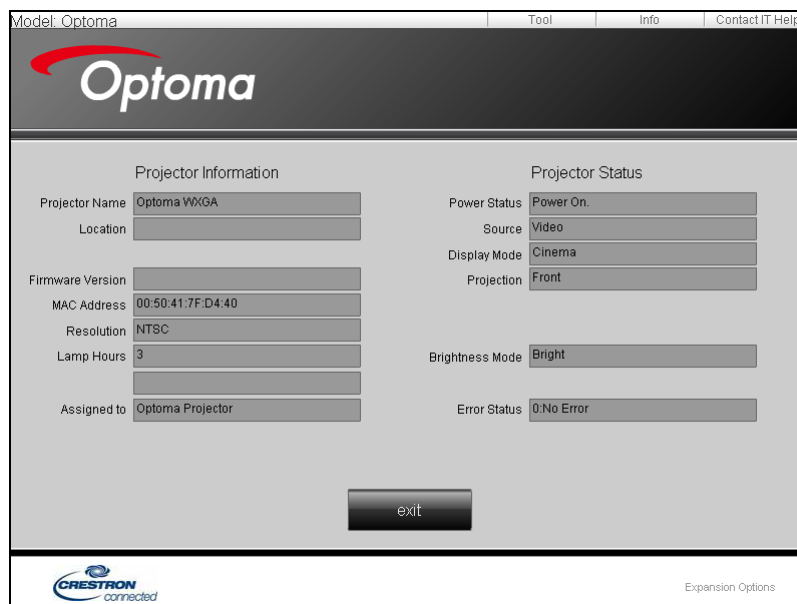 Model: Optoma
Tool
Info
Contact IT Help
Optoma
Projector Information
Projector Name
Optoma WXGA
Location
Firmware Version
MAC Address
00:50:41:7F:D4:40
Resolution
NTSC
Lamp Hours
3
Assigned to
Optoma Projector
Projector Status
Power Status
Power On.
Source
Video
Display Mode
Cinema
Projection
Front
Brightness Mode
Bright
Error Status
0:No Error
exit
CRESTRON
connected
Expansion Options